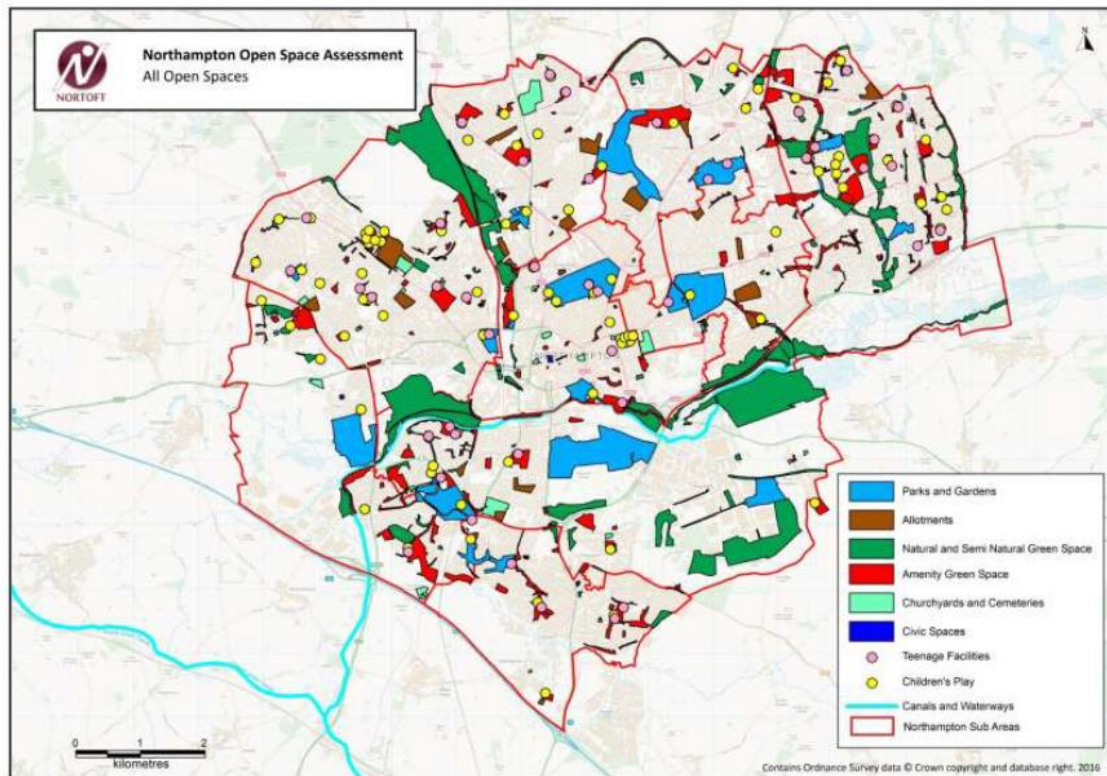 Northampton Open Space Assessment
All Open Spaces
NORTOFT
N
Parks and Gardens
Allotments
Natural and Semi Natural Green Space
Amenity Green Space
Churchyards and Cemeteries
Civic Spaces
Teenage Facilities
Children's Play
Canals and Waterways
Northampton Sub Areas
0 1 2
kilometres
Contains Ordnance Survey data © Crown copyright and database right. 2016